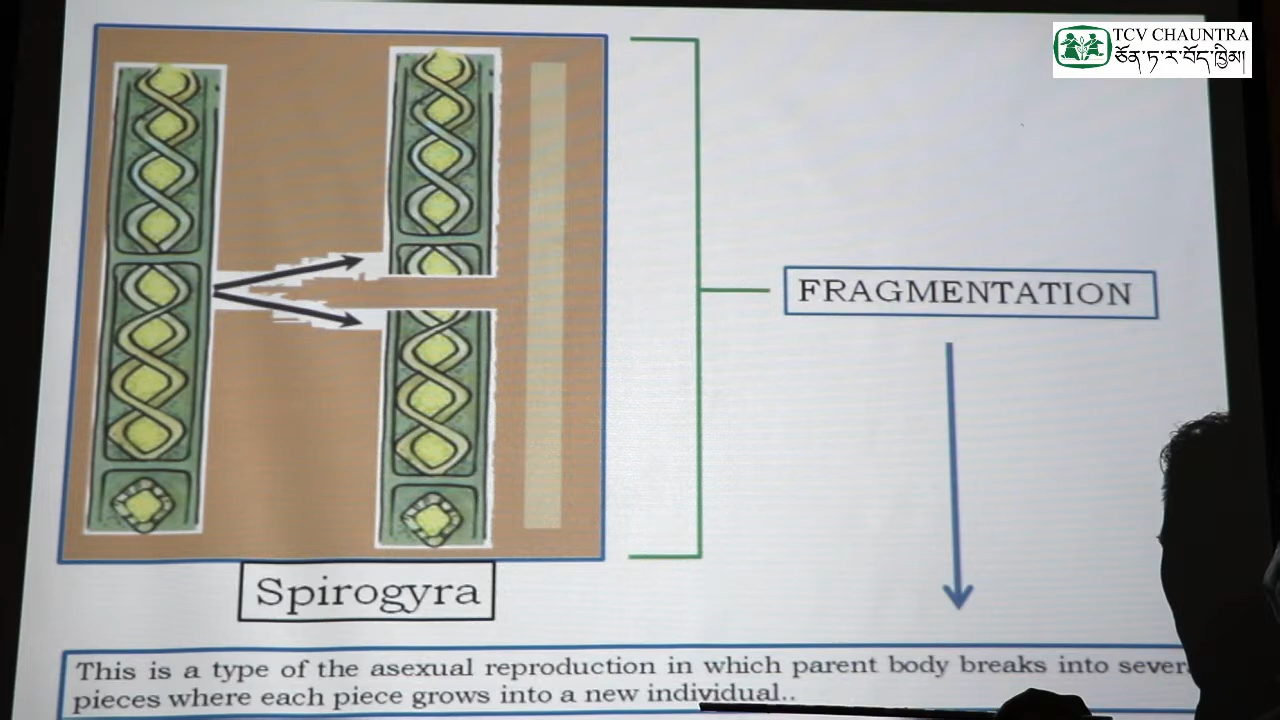 TCV CHAUNTRA
ཅོན་ཏ་ར་བོད་ཁྱིམ།
FRAGMENTATION
Spirogyra
This is a type of the asexual reproduction in which parent body breaks into
pieces where each piece grows into a new individual..